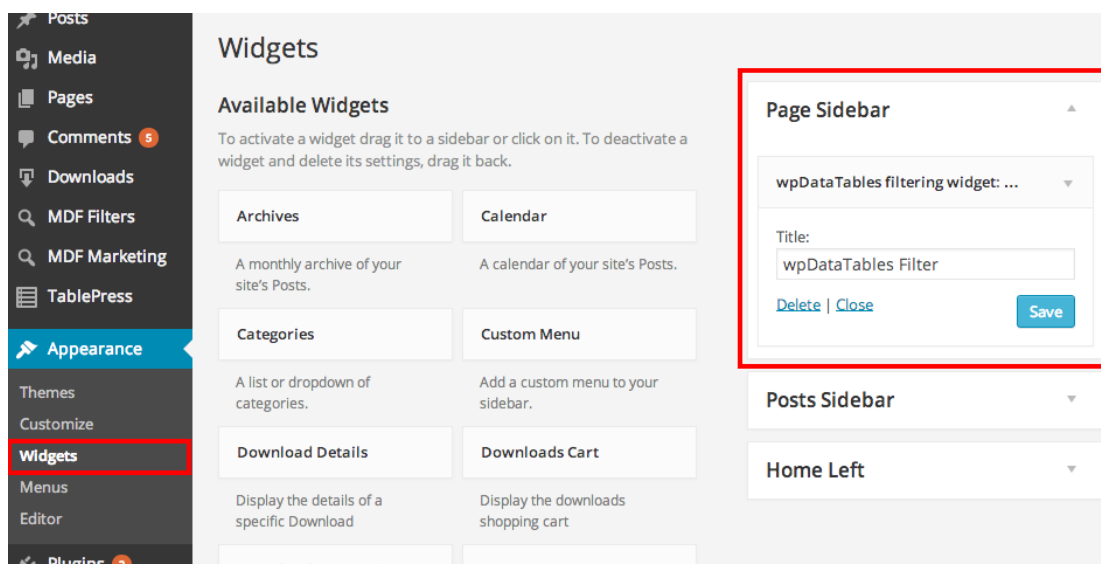 Posts
Media
Pages
Comments 5
Downloads
MDF Filters
MDF Marketing
TablePress
Appearance
Themes
Customize
Widgets
Menus
Editor
Plugins
Widgets
Available Widgets
To activate a widget drag it to a sidebar or click on it. To deactivate a
widget and delete its settings, drag it back.
Archives
A monthly archive of your
site's Posts.
Calendar
A calendar of your site's Posts.
Categories
A list or dropdown of
categories.
Custom Menu
Add a custom menu to your
sidebar.
Download Details
Display the details of a
specific Download
Downloads Cart
Display the downloads
shopping cart
Page Sidebar
wpDataTables filtering widget: ...
Title:
wpDataTables Filter
Delete | Close
Save
Posts Sidebar
Home Left